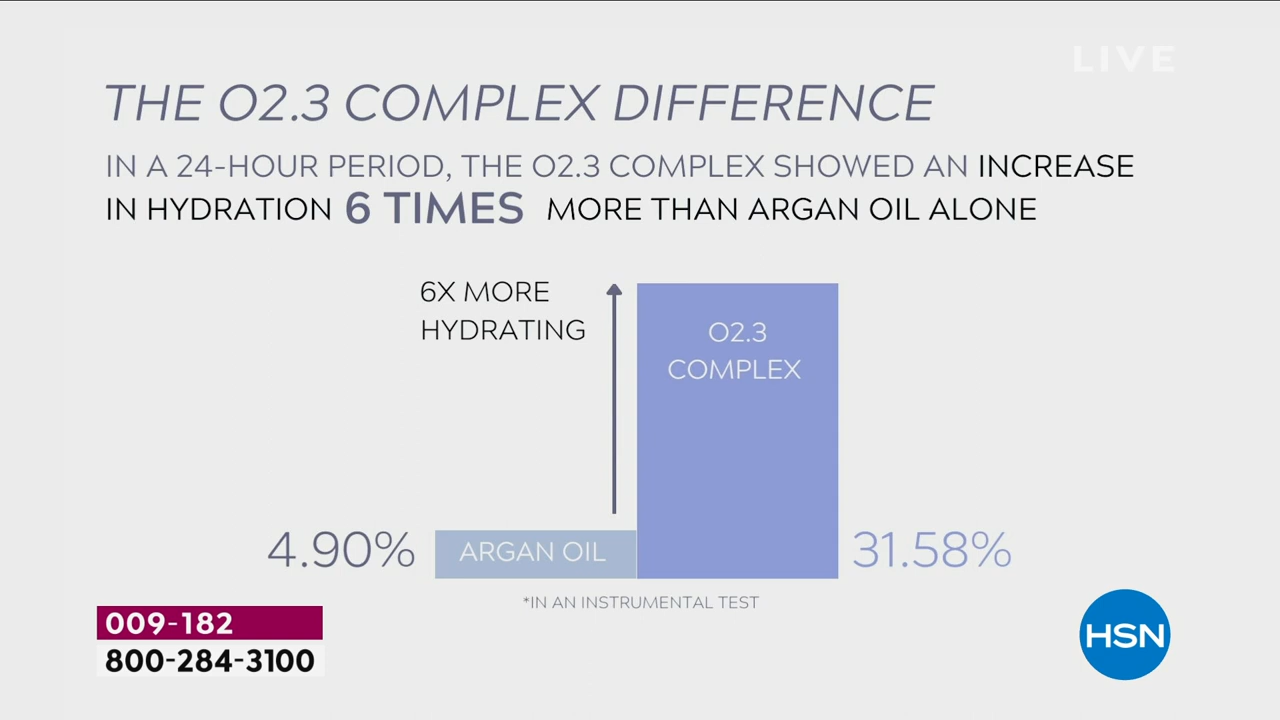 LIVE
THE O2.3 COMPLEX DIFFERENCE
IN A 24-HOUR PERIOD, THE O2.3 COMPLEX SHOWED AN INCREASE
IN HYDRATION 6 TIMES MORE THAN ARGAN OIL ALONE
6X MORE
HYDRATING
O2.3
COMPLEX
4.90%
ARGAN OIL
31.58%
*IN AN INSTRUMENTAL TEST
009-182
800-284-3100
HSN